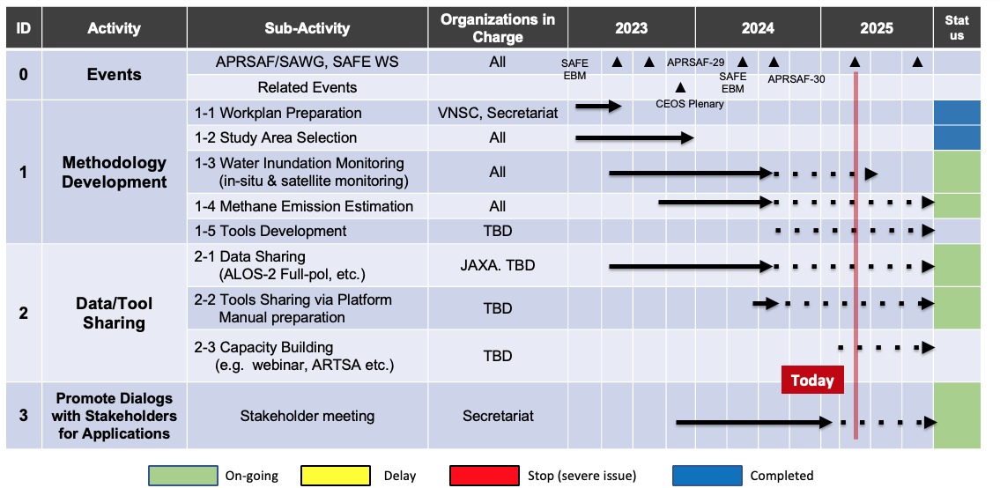 ID Activity Sub-Activity Organizations in Charge 2023 2024 2025 Stat us
0 Events
APRSAF/SAWG, SAFE WS All
SAFE EBM
APRSAF-29
SAFE EBM
APRSAF-30
Related Events
CEOS Plenary
1 Methodology Development
1-1 Workplan Preparation VNSC, Secretariat
1-2 Study Area Selection All
1-3 Water Inundation Monitoring
(in-situ & satellite monitoring) All
1-4 Methane Emission Estimation All
1-5 Tools Development TBD
2 Data/Tool Sharing
2-1 Data Sharing
(ALOS-2 Full-pol, etc.) JAXA. TBD
2-2 Tools Sharing via Platform
Manual preparation TBD
2-3 Capacity Building
(e.g. webinar, ARTSA etc.) TBD
Today
3 Promote Dialogs
with Stakeholders
for Applications
Stakeholder meeting Secretariat
On-going Delay Stop (severe issue) Completed